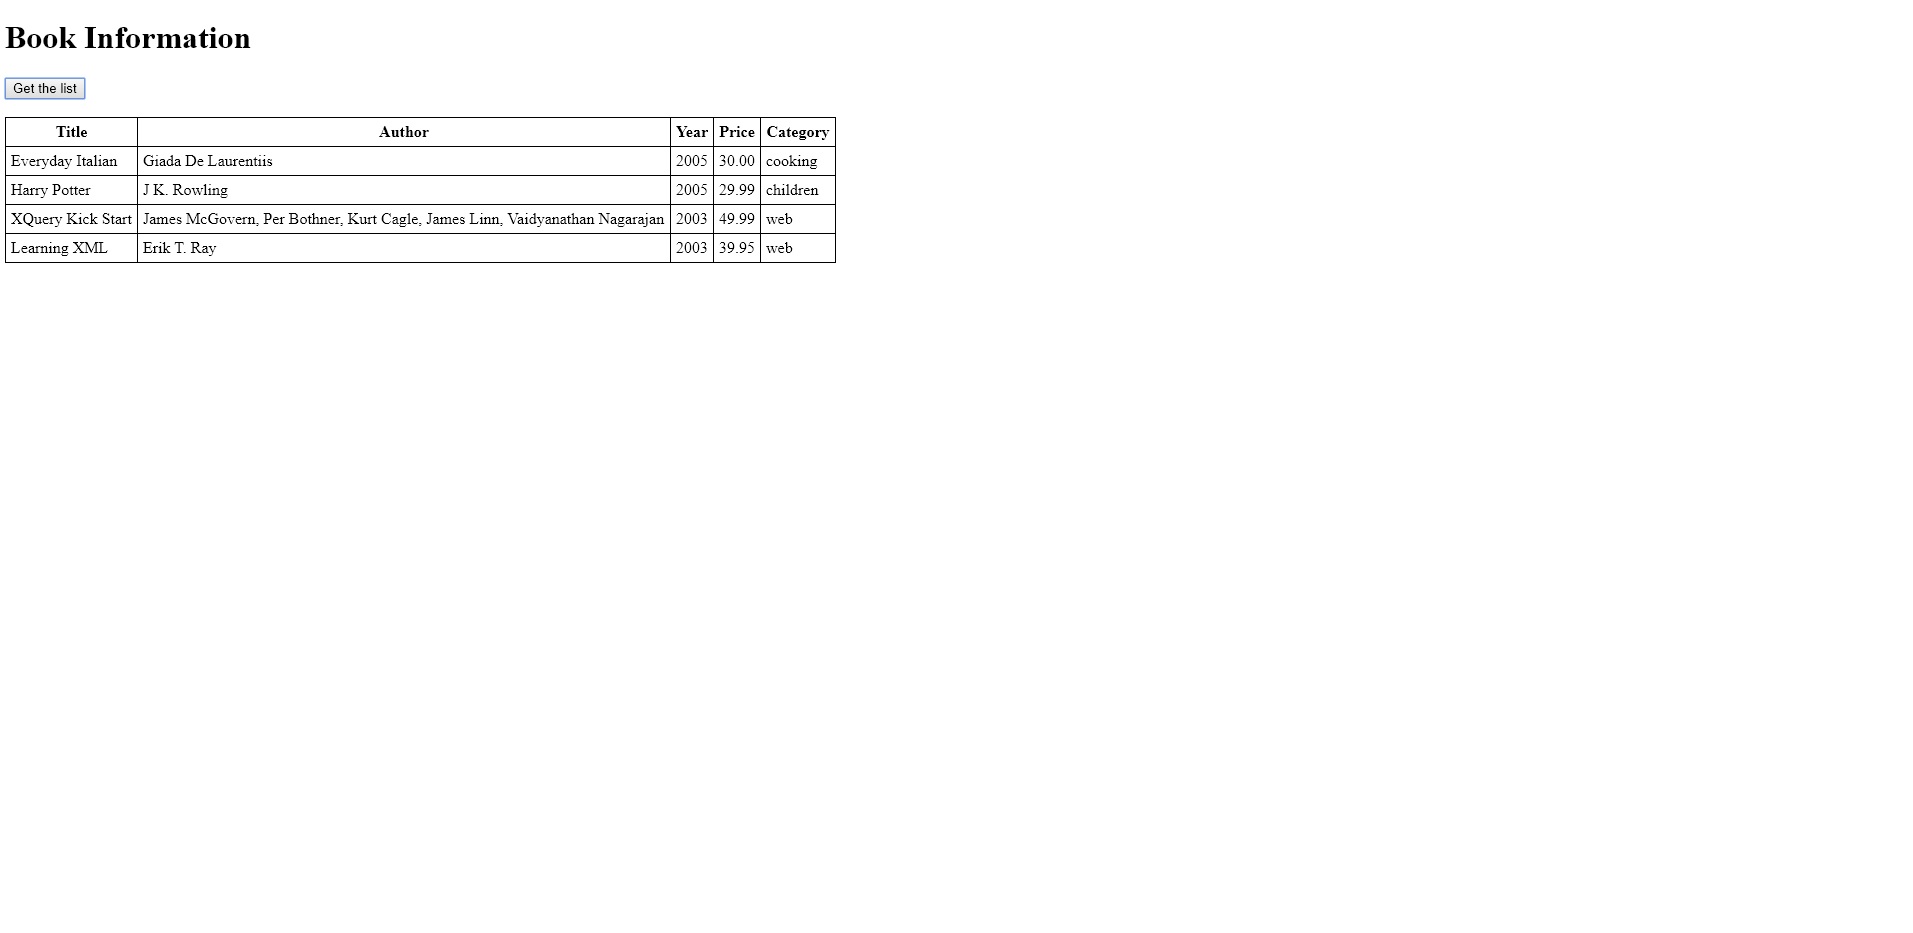 Book Information
Get the list
Title Author Year Price Category
Everyday Italian Giada De Laurentiis 2005 30.00 cooking
Harry Potter J K. Rowling 2005 29.99 children
XQuery Kick Start James McGovern, Per Bothner, Kurt Cagle, James Linn, Vaidyanathan Nagarajan 2003 49.99 web
Learning XML Erik T. Ray 2003 39.95 web